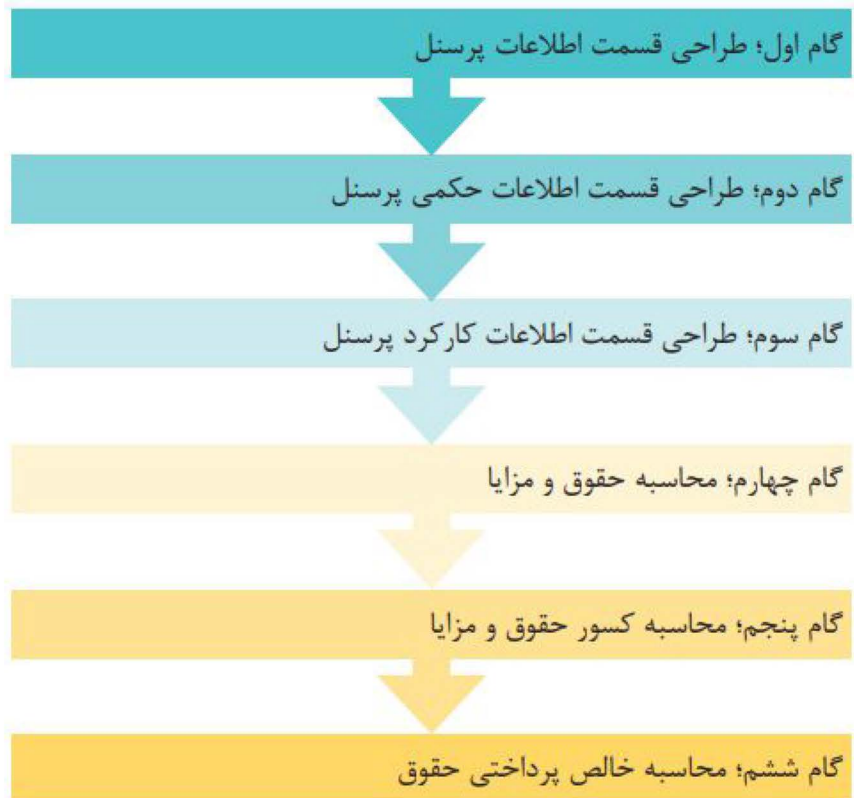 گام اول؛ طراحی قسمت اطلاعات پرسنل
گام دوم؛ طراحی قسمت اطلاعات حکمی پرسنل
گام سوم؛ طراحی قسمت اطلاعات کارکرد پرسنل
گام چهارم؛ محاسبه حقوق و مزایا
گام پنجم؛ محاسبه کسور حقوق و مزایا
گام ششم؛ محاسبه خالص پرداختی حقوق